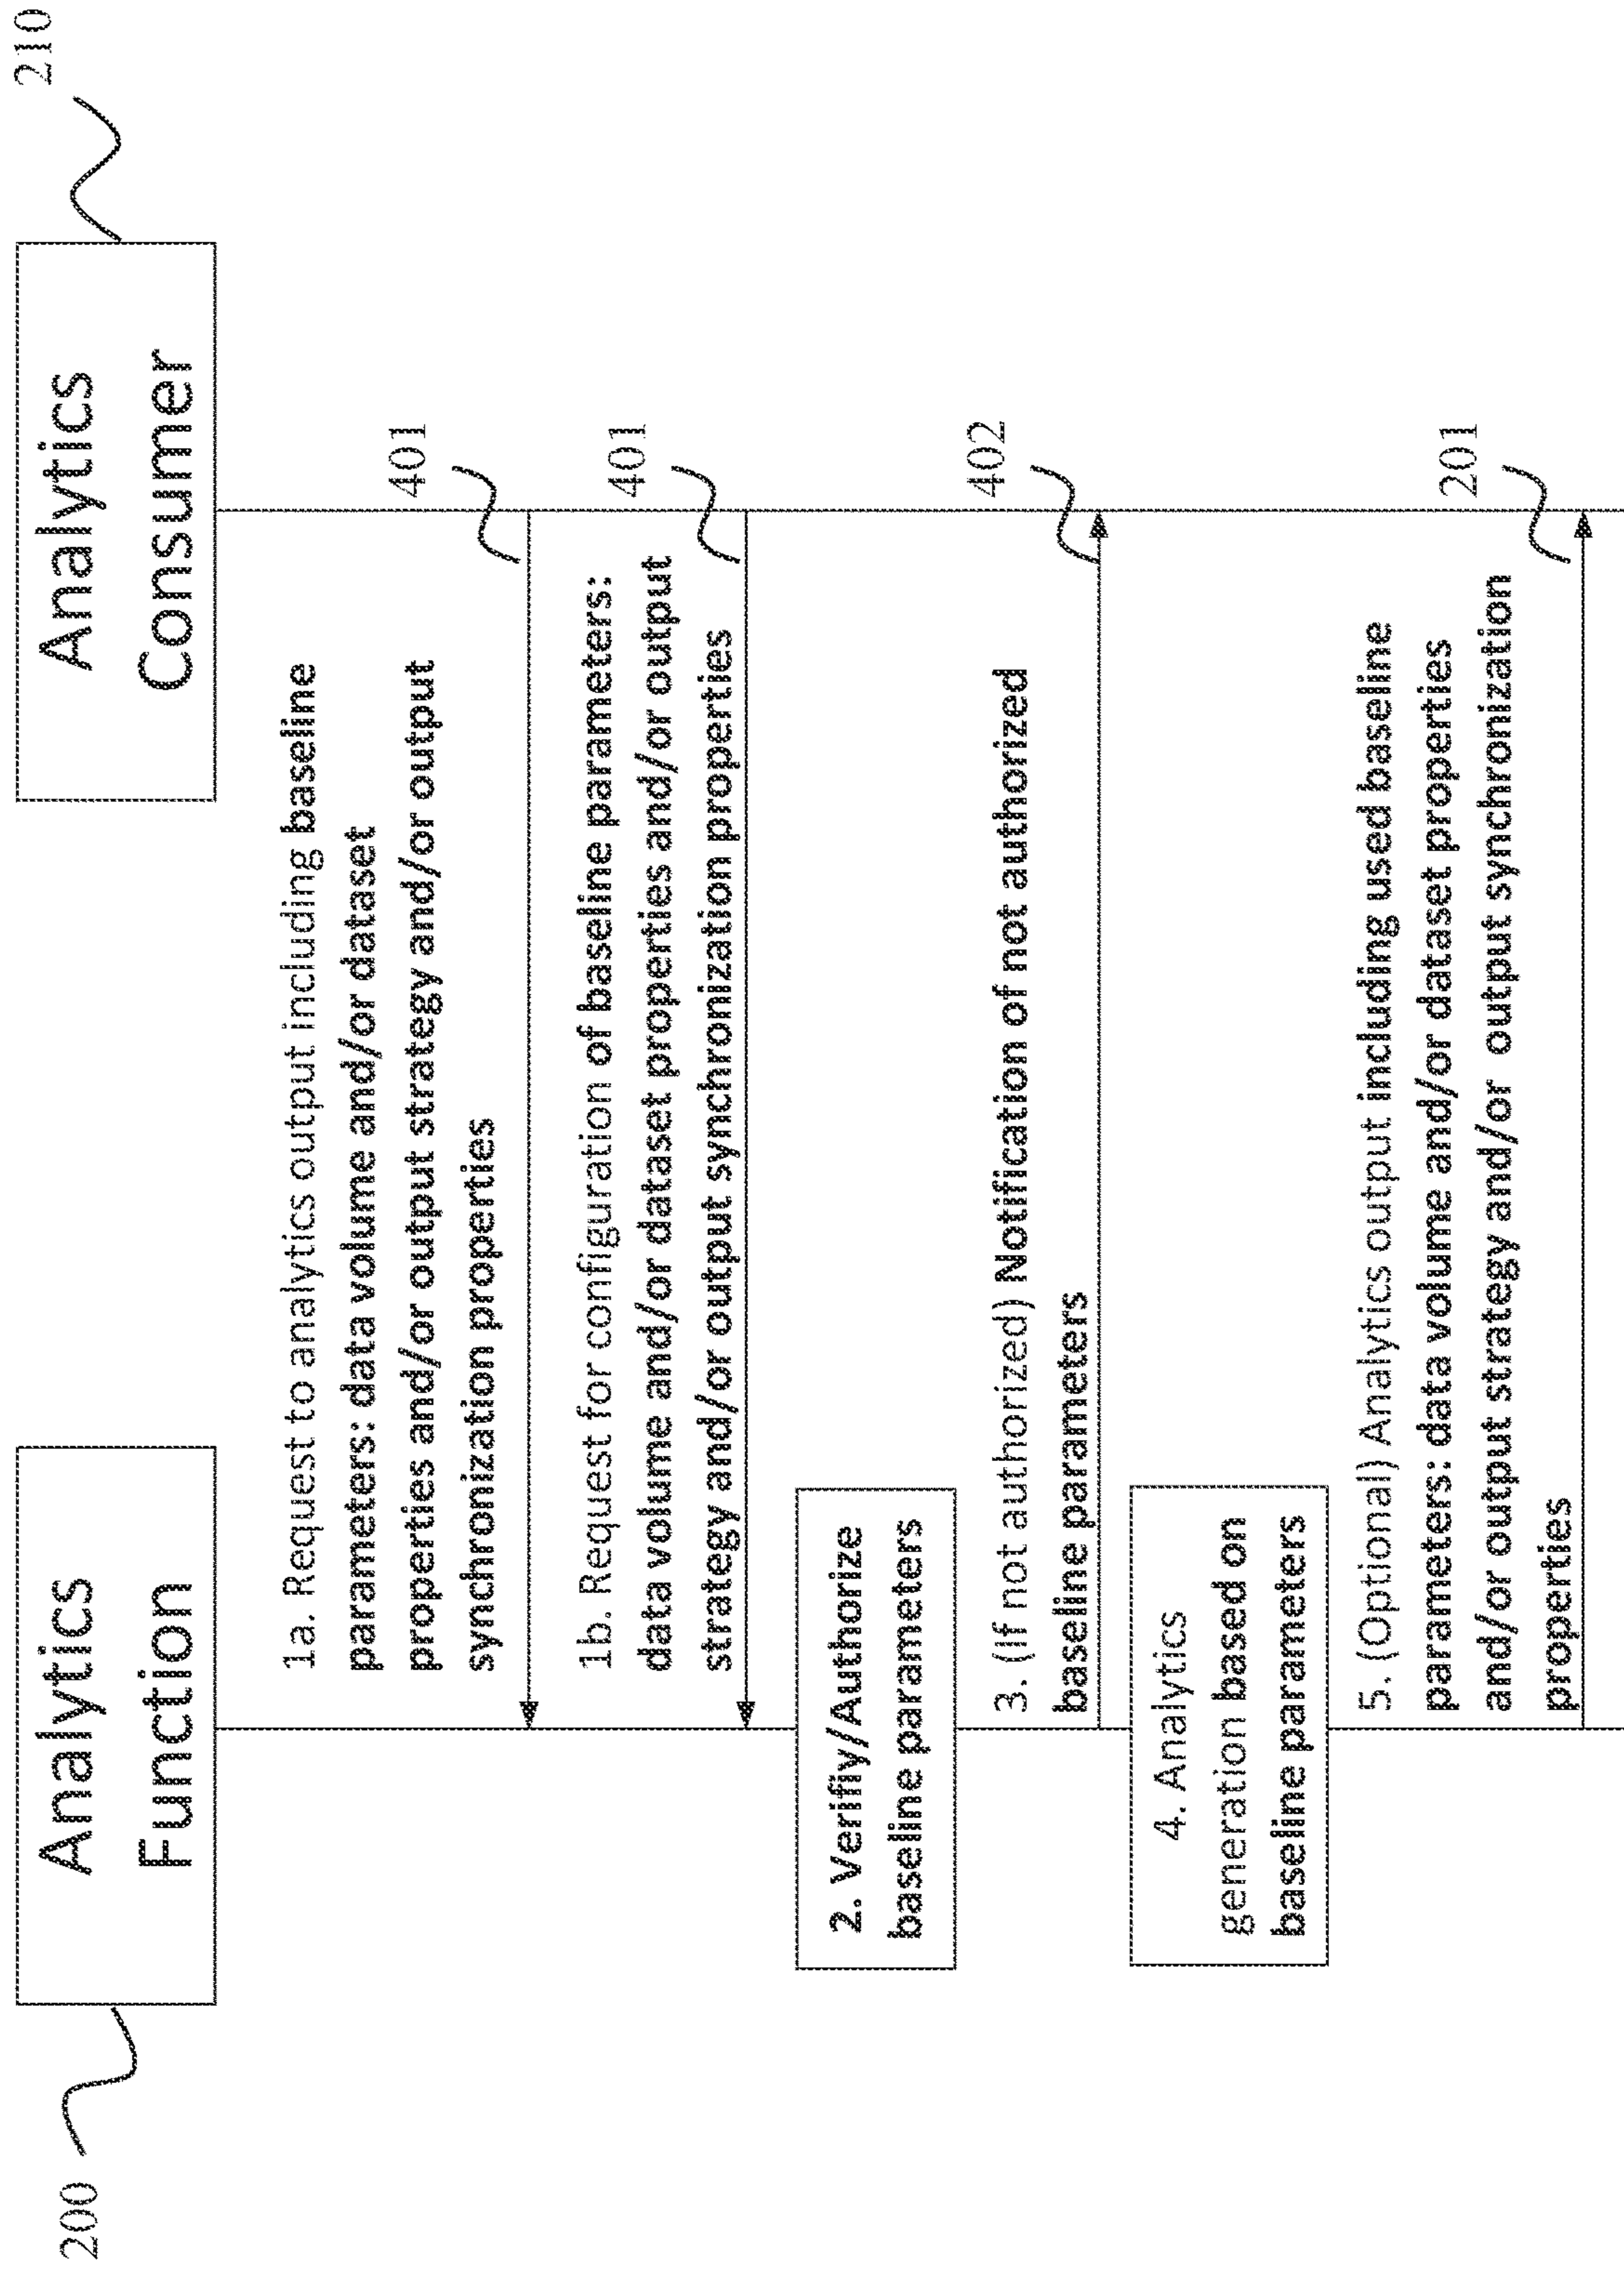 200
Analytics
Function
Analytics
Consumer
210
1a. Request to analytics output including baseline
parameters: data volume and/or dataset
properties and/or output strategy and/or output
synchronization properties
401
1b. Request for configuration of baseline parameters:
data volume and/or dataset properties and/or output
strategy and/or output synchronization properties
401
2. Verifiy/Authorize
baseline parameters
3. (If not authorized) Notification of not authorized
baseline parameters
402
4. Analytics
generation based on
baseline parameters
5. (Optional) Analytics output including used baseline
parameters: data volume and/or dataset properties
and/or output strategy and/or output synchronization
properties
201